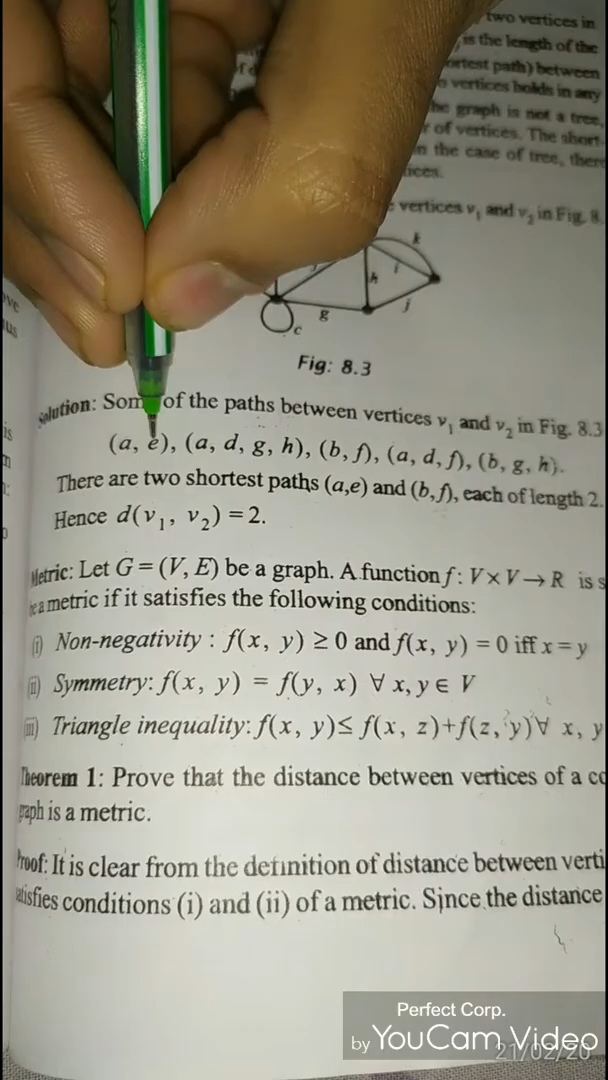 two vertices in
is the length of the
ortest path) between
vertices holds in any
he graph is not a tree,
r of vertices. The short-
n the case of tree, there
ices.
vertices v₁ and v₂ in Fig. 8.
k
i
h
j
g
c
Fig: 8.3
Solution: Som of the paths between vertices v₁ and v₂ in Fig. 8.3
(a, e), (a, d, g, h), (b, f), (a, d, f), (b, g, h).
There are two shortest paths (a,e) and (b,f), each of length 2.
Hence d(v₁, v₂) = 2.
Metric: Let G = (V, E) be a graph. A function f : V×V→R is s
be a metric if it satisfies the following conditions:
(i) Non-negativity : f(x, y) ≥ 0 and f(x, y) = 0 iff x = y
(ii) Symmetry: f(x, y) = f(y, x) ∀ x, y ∈ V
(iii) Triangle inequality: f(x, y) ≤ f(x, z)+f(z, y) ∀ x, y
Theorem 1: Prove that the distance between vertices of a co
graph is a metric.
Proof: It is clear from the definition of distance between verti
atisfies conditions (i) and (ii) of a metric. Since the distance
Perfect Corp.
by YouCam Video
21/02/20